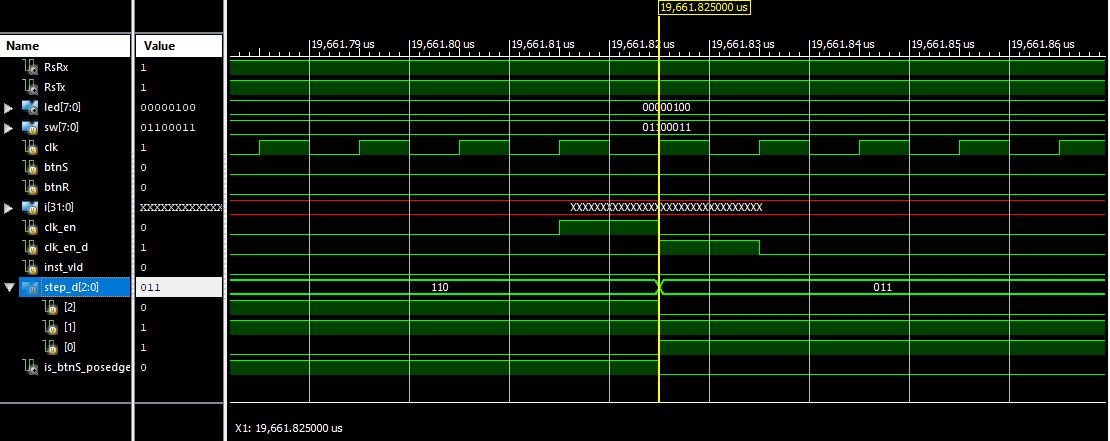 19,661.825000 us
Name Value
19,661.79 us 19,661.80 us 19,661.81 us 19,661.82 us 19,661.83 us 19,661.84 us 19,661.85 us 19,661.86 us
RsRx 1
RsTx 1
led[7:0] 00000100 00000100
sw[7:0] 01100011 01100011
clk 1
btnS 0
btnR 0
i[31:0] XXXXXXXXXXXX XXXXXXXXXXXXXXXXXXXXXXXXXXXXXXXX
clk_en 0
clk_en_d 1
inst_vld 0
step_d[2:0] 011 110 011
[2] 0
[1] 1
[0] 1
is_btnS_posedge 0
X1: 19,661.825000 us